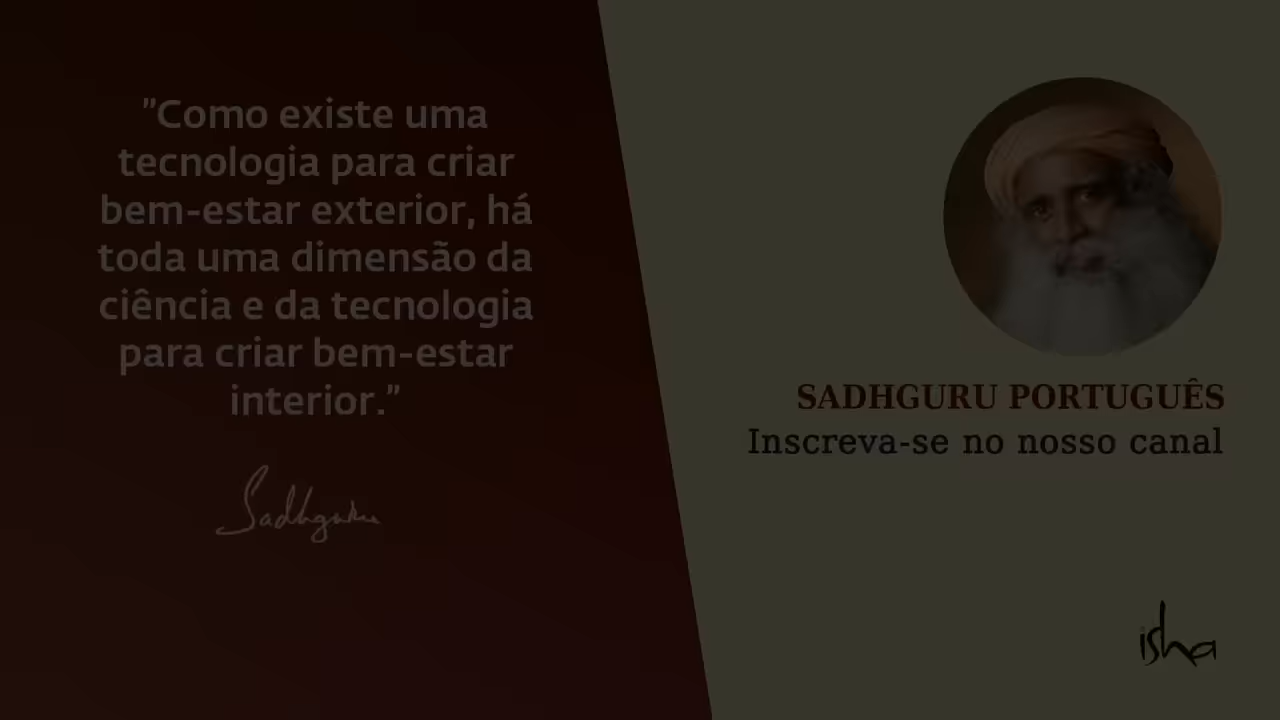 "Como existe uma
tecnologia para criar
bem-estar exterior, há
toda uma dimensão da
ciência e da tecnologia
para criar bem-estar
interior."
Sadhguru
SADHGURU PORTUGUÊS
Inscreva-se no nosso canal
isha